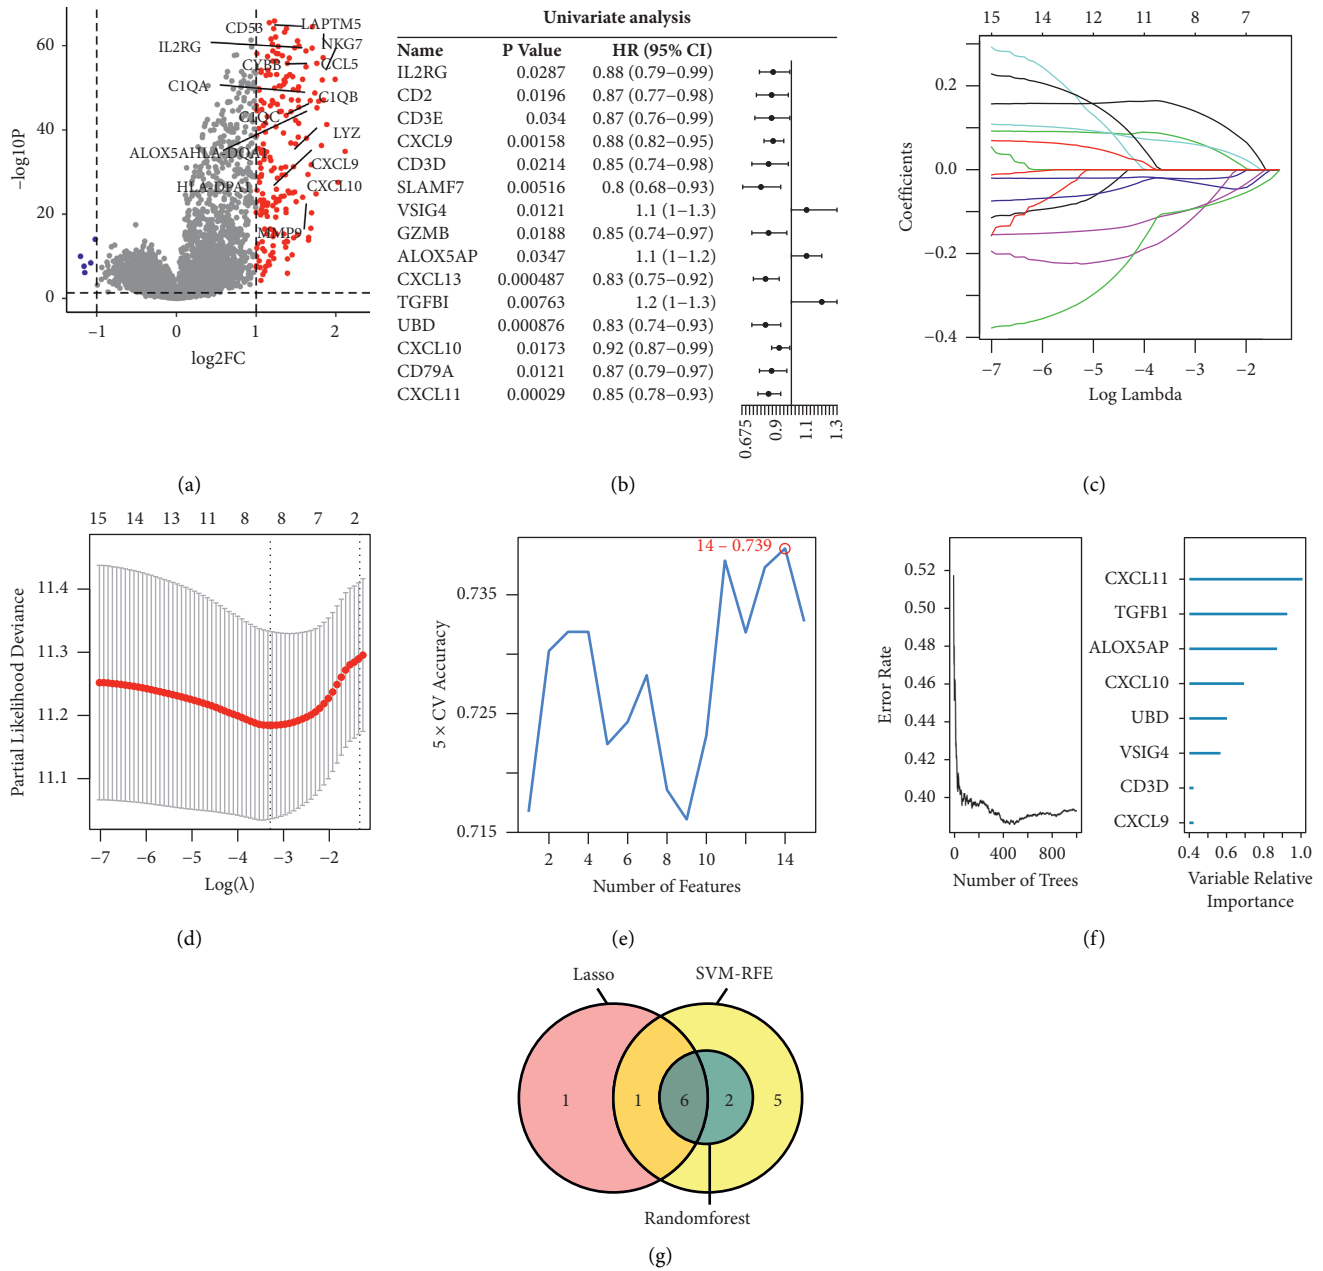 60
40
20
0
−log10P
CD53
LAPTM5
IL2RG
NKG7
CYBB
CCL5
C1QA
C1QB
C1QC
LYZ
ALOX5A
HLA-DQA1
CXCL9
HLA-DPA1
CXCL10
MMP9
−1 0 1 2
log2FC
(a)
Univariate analysis
Name P Value HR (95% CI)
IL2RG 0.0287 0.88 (0.79−0.99)
CD2 0.0196 0.87 (0.77−0.98)
CD3E 0.034 0.87 (0.76−0.99)
CXCL9 0.00158 0.88 (0.82−0.95)
CD3D 0.0214 0.85 (0.74−0.98)
SLAMF7 0.00516 0.8 (0.68−0.93)
VSIG4 0.0121 1.1 (1−1.3)
GZMB 0.0188 0.85 (0.74−0.97)
ALOX5AP 0.0347 1.1 (1−1.2)
CXCL13 0.000487 0.83 (0.75−0.92)
TGFBI 0.00763 1.2 (1−1.3)
UBD 0.000876 0.83 (0.74−0.93)
CXCL10 0.0173 0.92 (0.87−0.99)
CD79A 0.0121 0.87 (0.79−0.97)
CXCL11 0.00029 0.85 (0.78−0.93)
0.675 0.9 1.1 1.3
(b)
15 14 12 11 8 7
0.2
0.0
−0.2
−0.4
Coefficients
−7 −6 −5 −4 −3 −2
Log Lambda
(c)
15 14 13 11 8 8 7 2
11.4
11.3
11.2
11.1
Partial Likelihood Deviance
−7 −6 −5 −4 −3 −2
Log(λ)
(d)
14 – 0.739
0.735
0.725
0.715
5 × CV Accuracy
2 4 6 8 10 14
Number of Features
(e)
0.52
0.50
0.48
0.46
0.44
0.42
0.40
Error Rate
0 400 800
Number of Trees
CXCL11
TGFB1
ALOX5AP
CXCL10
UBD
VSIG4
CD3D
CXCL9
0.4 0.6 0.8 1.0
Variable Relative
Importance
(f)
Lasso SVM-RFE
1 1 6 2 5
Randomforest
(g)